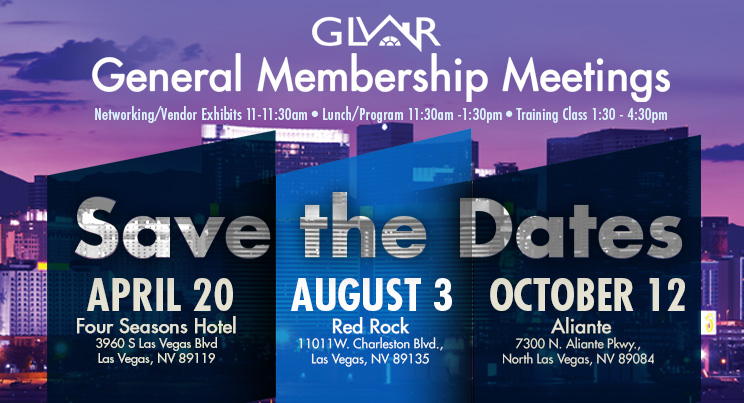 GLVAR
General Membership Meetings
Networking/Vendor Exhibits 11-11:30am • Lunch/Program 11:30am -1:30pm • Training Class 1:30 - 4:30pm
Save the Dates
APRIL 20
Four Seasons Hotel
3960 S Las Vegas Blvd
Las Vegas, NV 89119
AUGUST 3
Red Rock
11011W. Charleston Blvd.,
Las Vegas, NV 89135
OCTOBER 12
Aliante
7300 N. Aliante Pkwy.,
North Las Vegas, NV 89084